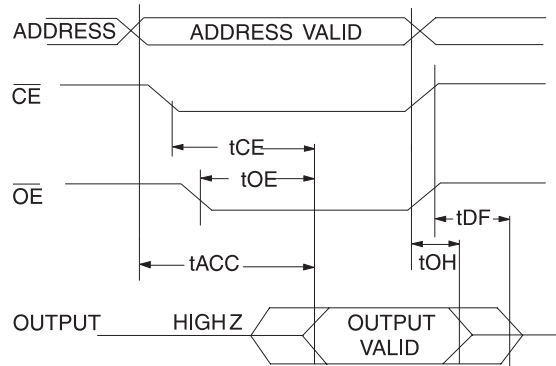 ADDRESS
ADDRESS VALID
CE
tCE
tOE
OE
tDF
tACC
tOH
OUTPUT
HIGH Z
OUTPUT
VALID